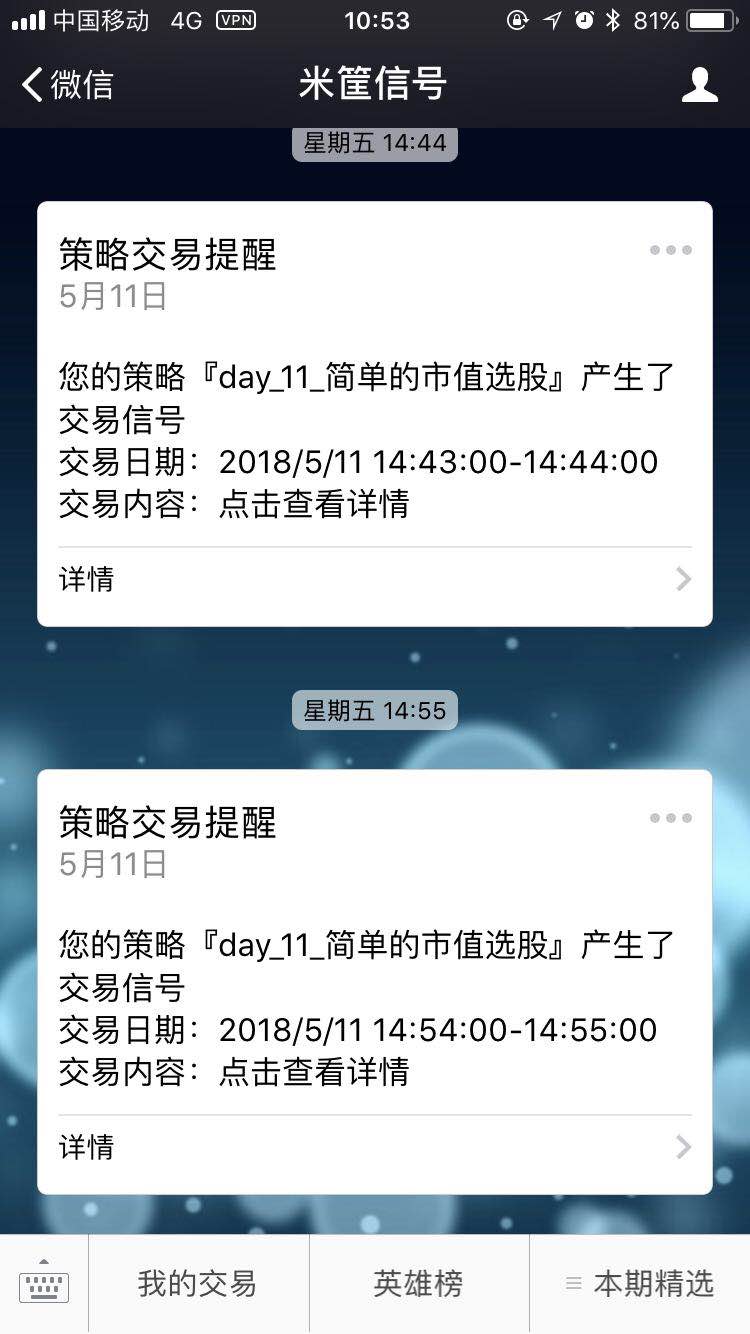 中国移动 4G VPN 10:53 81%
微信 米筐信号
星期五 14:44
策略交易提醒
5月11日
您的策略『day_11_简单的市值选股』产生了
交易信号
交易日期：2018/5/11 14:43:00-14:44:00
交易内容：点击查看详情
详情
星期五 14:55
策略交易提醒
5月11日
您的策略『day_11_简单的市值选股』产生了
交易信号
交易日期：2018/5/11 14:54:00-14:55:00
交易内容：点击查看详情
详情
我的交易 英雄榜 本期精选